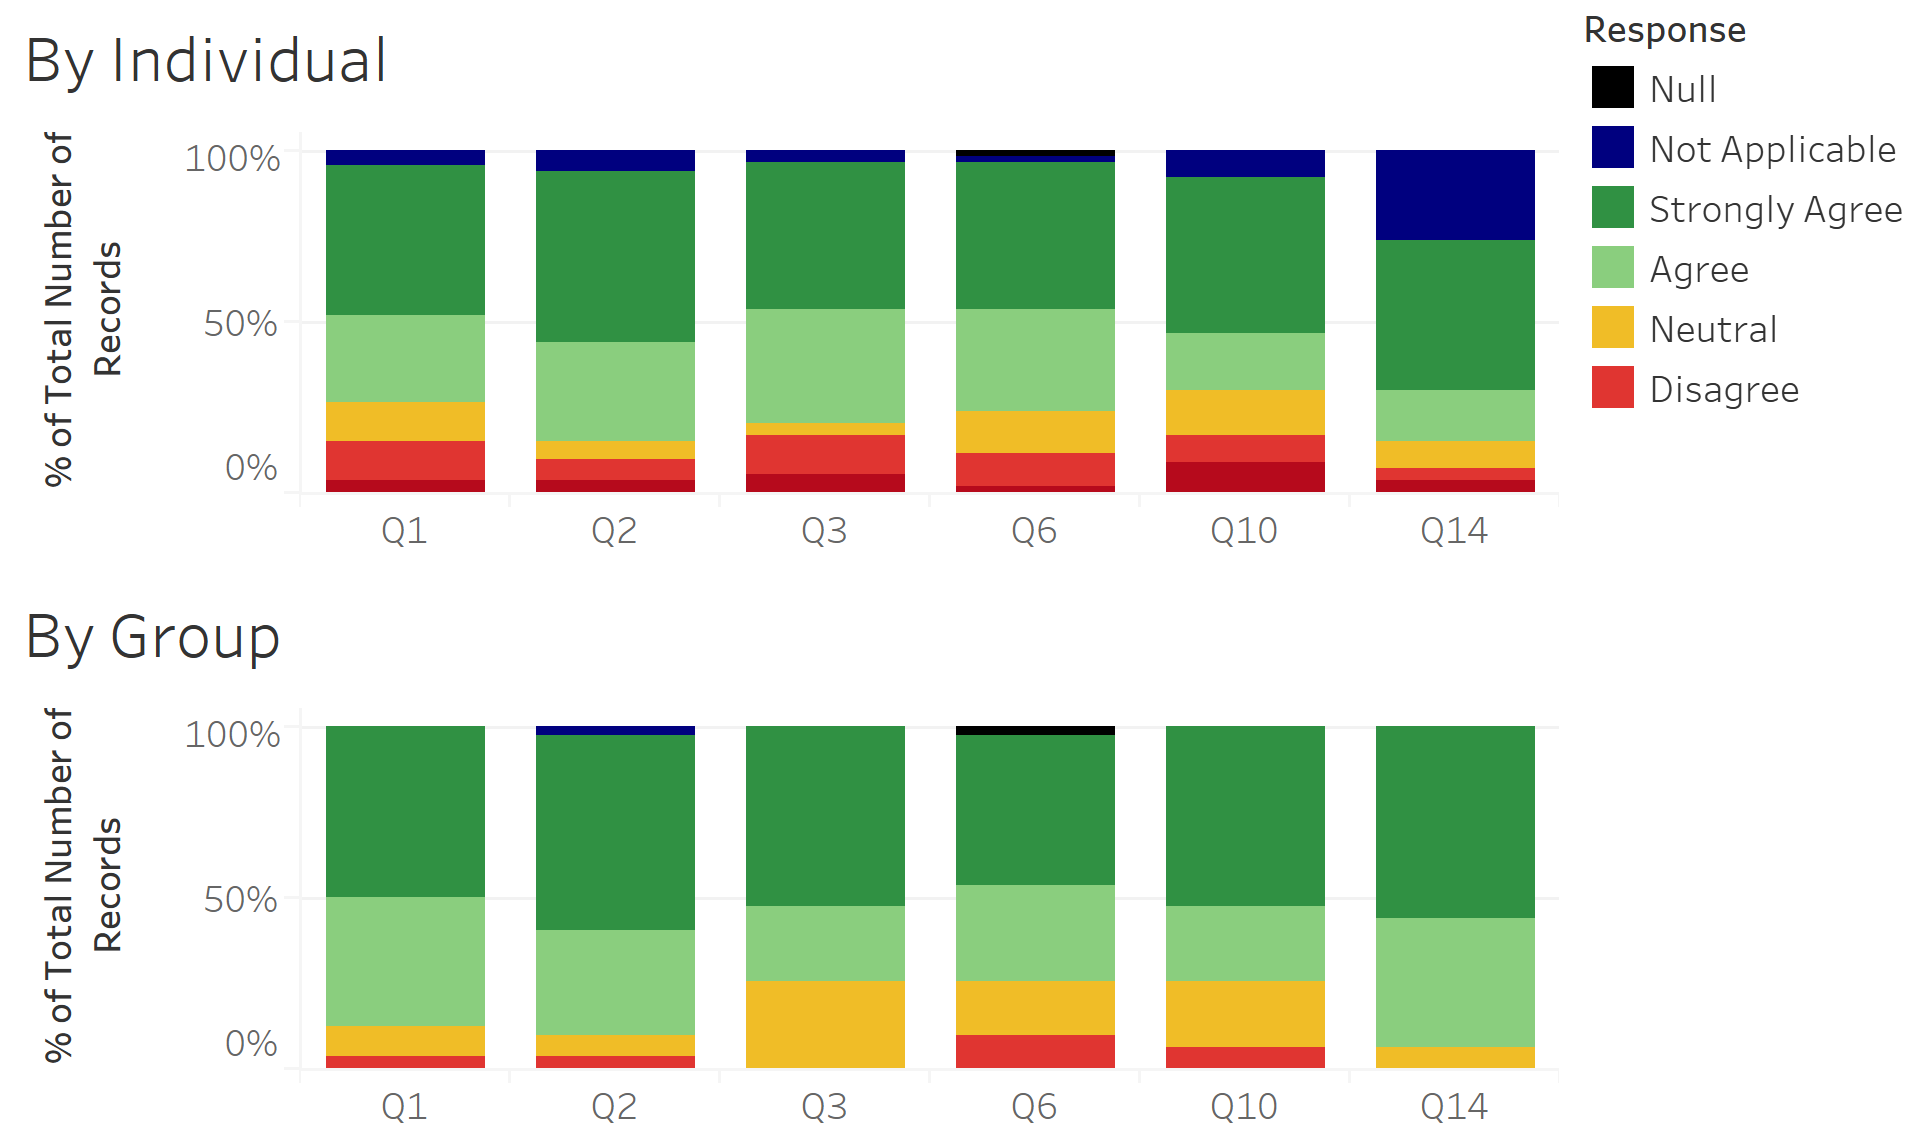 By Individual
% of Total Number of
Records
100%
50%
0%
Q1 Q2 Q3 Q6 Q10 Q14
Response
Null
Not Applicable
Strongly Agree
Agree
Neutral
Disagree
By Group
% of Total Number of
Records
100%
50%
0%
Q1 Q2 Q3 Q6 Q10 Q14